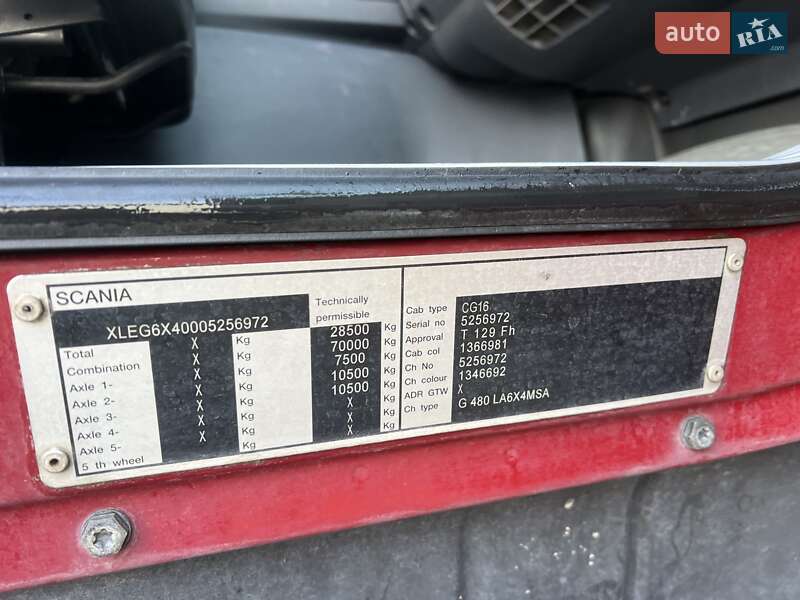 auto RIA.com
SCANIA
Technically
permissible
XLEG6X40005256972
Total X Kg 28500 Kg
Combination X Kg 70000 Kg
Axle 1- X Kg 7500 Kg
Axle 2- X Kg 10500 Kg
Axle 3- X Kg 10500 Kg
Axle 4- X Kg X Kg
Axle 5- X Kg X Kg
5 th wheel X Kg X Kg
Cab type CG16
Serial no 5256972
Approval T 129 Fh
Cab col 1366981
Ch No 5256972
Ch colour 1346692
ADR GTW X
Ch type G 480 LA6X4MSA